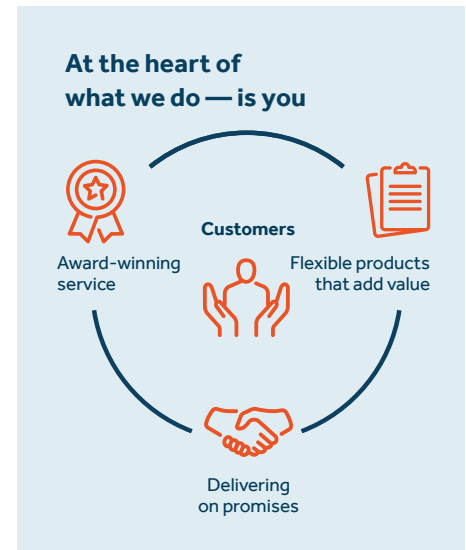 At the heart of
what we do — is you
Customers
Award-winning
service
Flexible products
that add value
Delivering
on promises